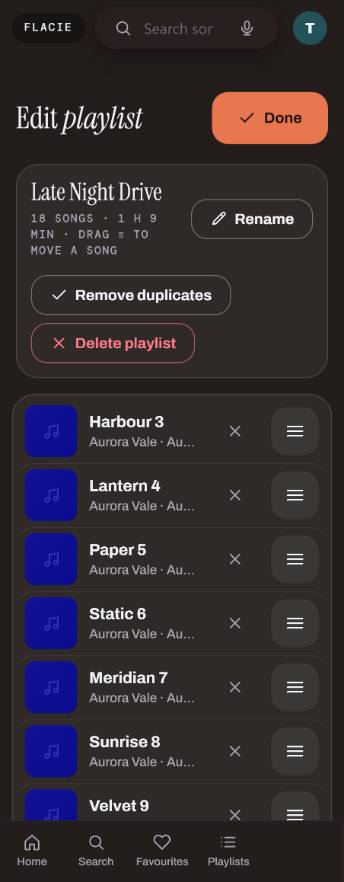 FLACIE
Search sor
T
Edit playlist
Done
Late Night Drive
18 SONGS · 1 H 9
MIN · DRAG ≡ TO
MOVE A SONG
Rename
Remove duplicates
Delete playlist
Harbour 3
Aurora Vale · Au...
Lantern 4
Aurora Vale · Au...
Paper 5
Aurora Vale · Au...
Static 6
Aurora Vale · Au...
Meridian 7
Aurora Vale · Au...
Sunrise 8
Aurora Vale · Au...
Velvet 9
Home
Search
Favourites
Playlists